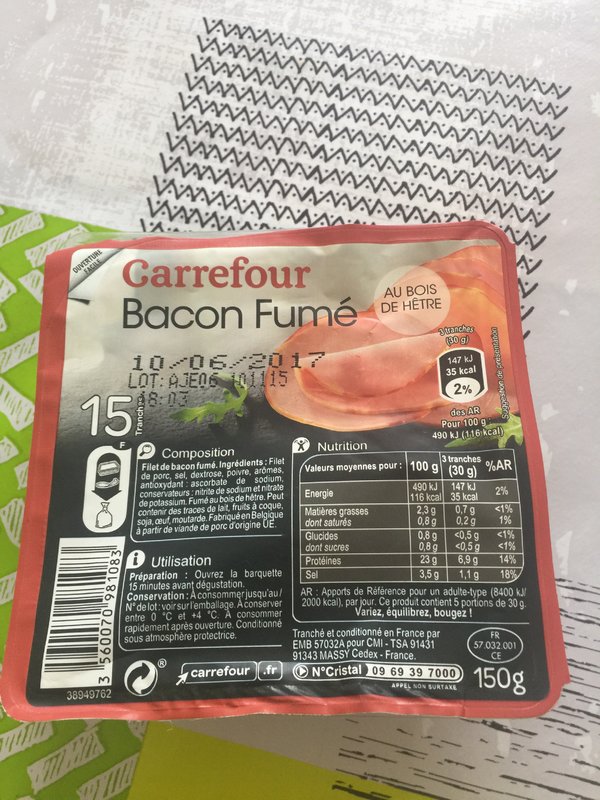 OUVERTURE
FACILE
Carrefour
Bacon Fumé
AU BOIS
DE HÊTRE
10/06/2017
LOT: AJE06 101115
08:03
15
Tranches
3 tranches
(30 g)
147 kJ
35 kcal
2%
des AR
Pour 100 g :
490 kJ (116 kcal)
Suggestion de présentation
F
Composition
Filet de bacon fumé. Ingrédients : Filet
de porc, sel, dextrose, poivre, arômes,
antioxydant : ascorbate de sodium,
conservateurs : nitrite de sodium et nitrate
de potassium. Fumé au bois de hêtre. Peut
contenir des traces de lait, fruits à coque,
soja, œuf, moutarde. Fabriqué en Belgique
à partir de viande de porc d'origine UE.
Utilisation
Préparation : Ouvrez la barquette
15 minutes avant dégustation.
Conservation : A consommer jusqu'au /
N° de lot : voir sur l'emballage. A conserver
entre 0 °C et +4 °C. A consommer
rapidement après ouverture. Conditionné
sous atmosphère protectrice.
Nutrition
Valeurs moyennes pour : 100 g 3 tranches (30 g) %AR
Energie 490 kJ 116 kcal 147 kJ 35 kcal 2%
Matières grasses 2,3 g 0,7 g <1%
dont saturés 0,8 g 0,2 g 1%
Glucides 0,8 g <0,5 g <1%
dont sucres 0,8 g <0,5 g <1%
Protéines 23 g 6,9 g 14%
Sel 3,5 g 1,1 g 18%
AR : Apports de Référence pour un adulte-type (8400 kJ/
2000 kcal), par jour. Ce produit contient 5 portions de 30 g.
Variez, équilibrez, bougez !
Tranché et conditionné en France par
EMB 57032A pour CMI - TSA 91431
91343 MASSY Cedex - France.
FR
57.032.001
CE
3 560070 981083
38949762
®
carrefour .fr
N°Cristal 09 69 39 7000
APPEL NON SURTAXE
150g